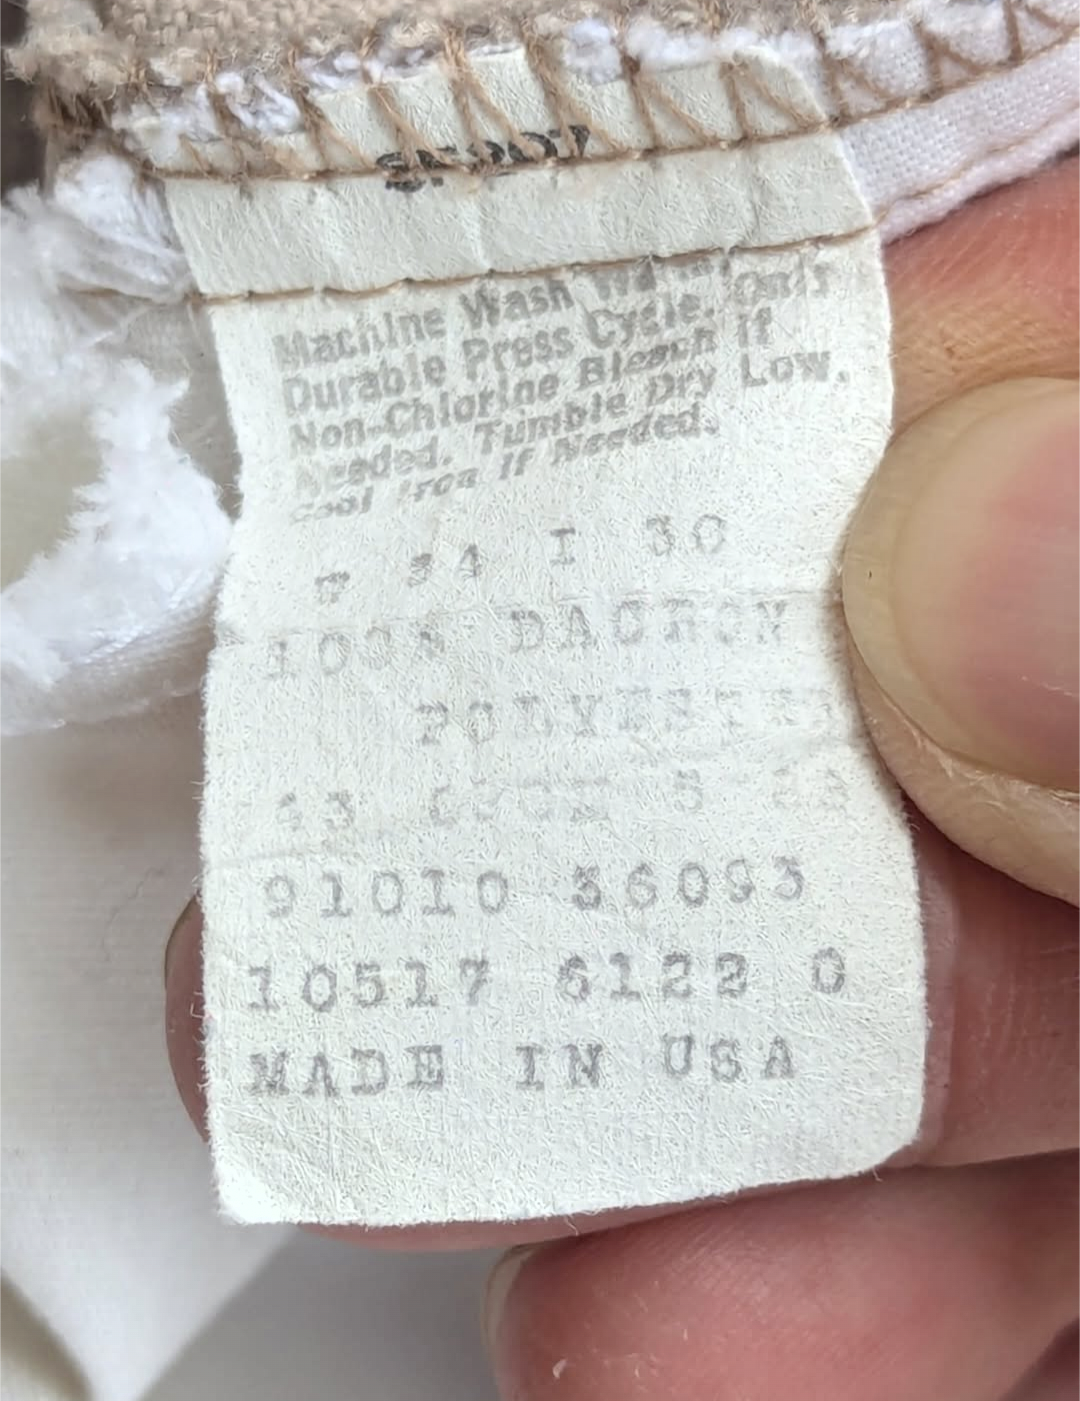 Machine Wash Only
Durable Press Cycle.
Non-Chlorine Bleach If
Needed. Tumble Dry Low.
Cool Iron If Needed.
34 I 30
100% DACRON
POLYESTER
91010 36093
10517 6122 0
MADE IN USA